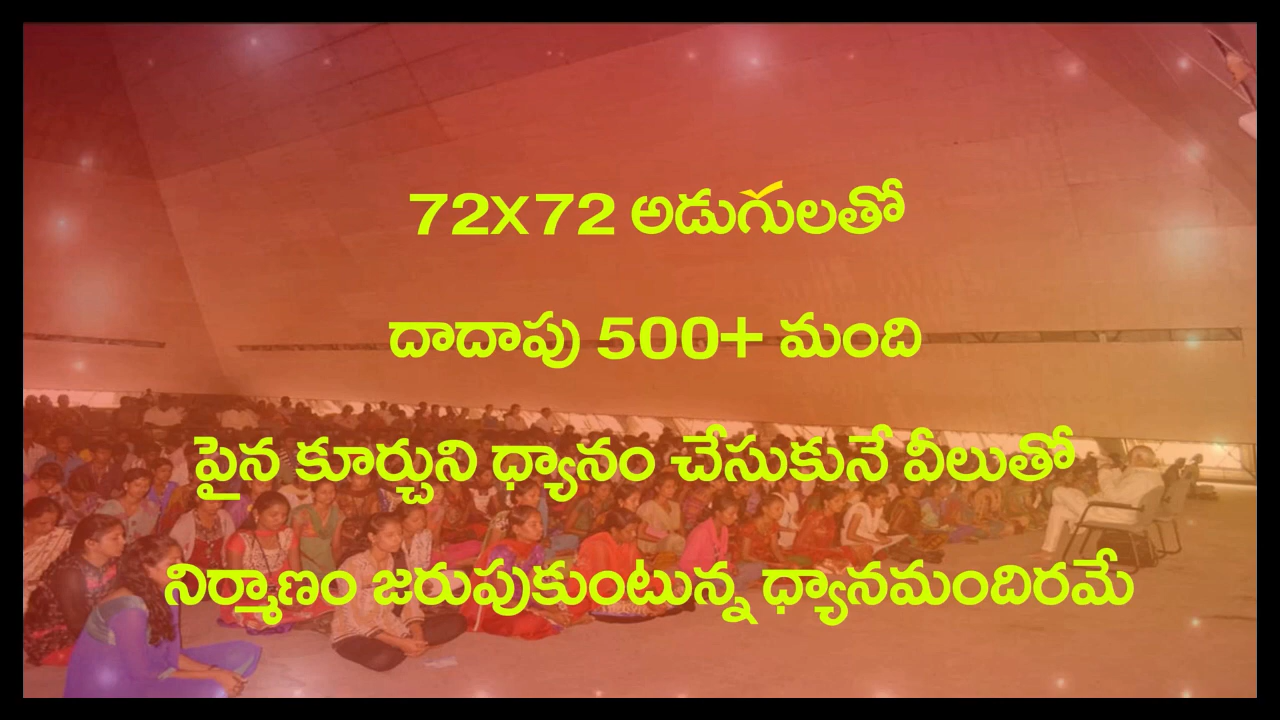 72X72 అడుగులతో
దాదాపు 500+ మంది
పైన కూర్చుని ధ్యానం చేసుకునే వీలుతో
నిర్మాణం జరుపుకుంటున్న ధ్యానమందిరమే